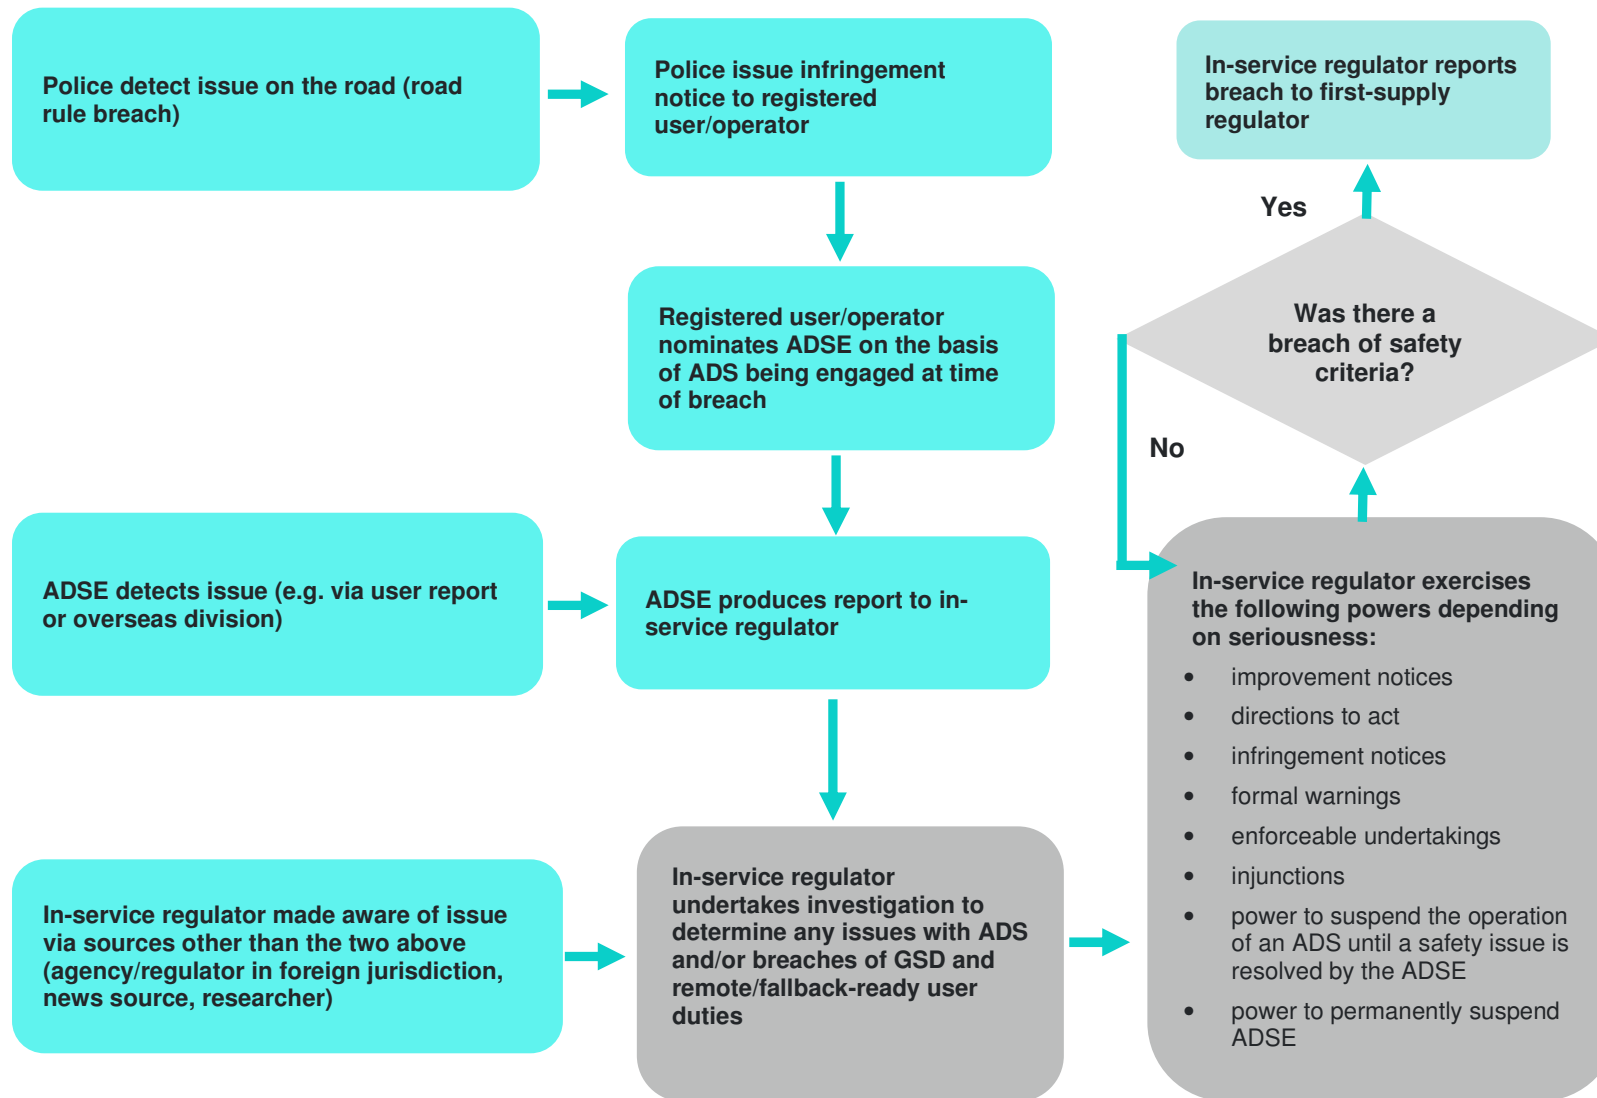 Police detect issue on the road (road
rule breach)
Police issue infringement
notice to registered
user/operator
Registered user/operator
nominates ADSE on the basis
of ADS being engaged at time
of breach
ADSE detects issue (e.g. via user report
or overseas division)
ADSE produces report to in-
service regulator
In-service regulator made aware of issue
via sources other than the two above
(agency/regulator in foreign jurisdiction,
news source, researcher)
In-service regulator
undertakes investigation to
determine any issues with ADS
and/or breaches of GSD and
remote/fallback-ready user
duties
In-service regulator exercises
the following powers depending
on seriousness:
• improvement notices
• directions to act
• infringement notices
• formal warnings
• enforceable undertakings
• injunctions
• power to suspend the operation
of an ADS until a safety issue is
resolved by the ADSE
• power to permanently suspend
ADSE
Was there a
breach of safety
criteria?
No
Yes
In-service regulator reports
breach to first-supply
regulator